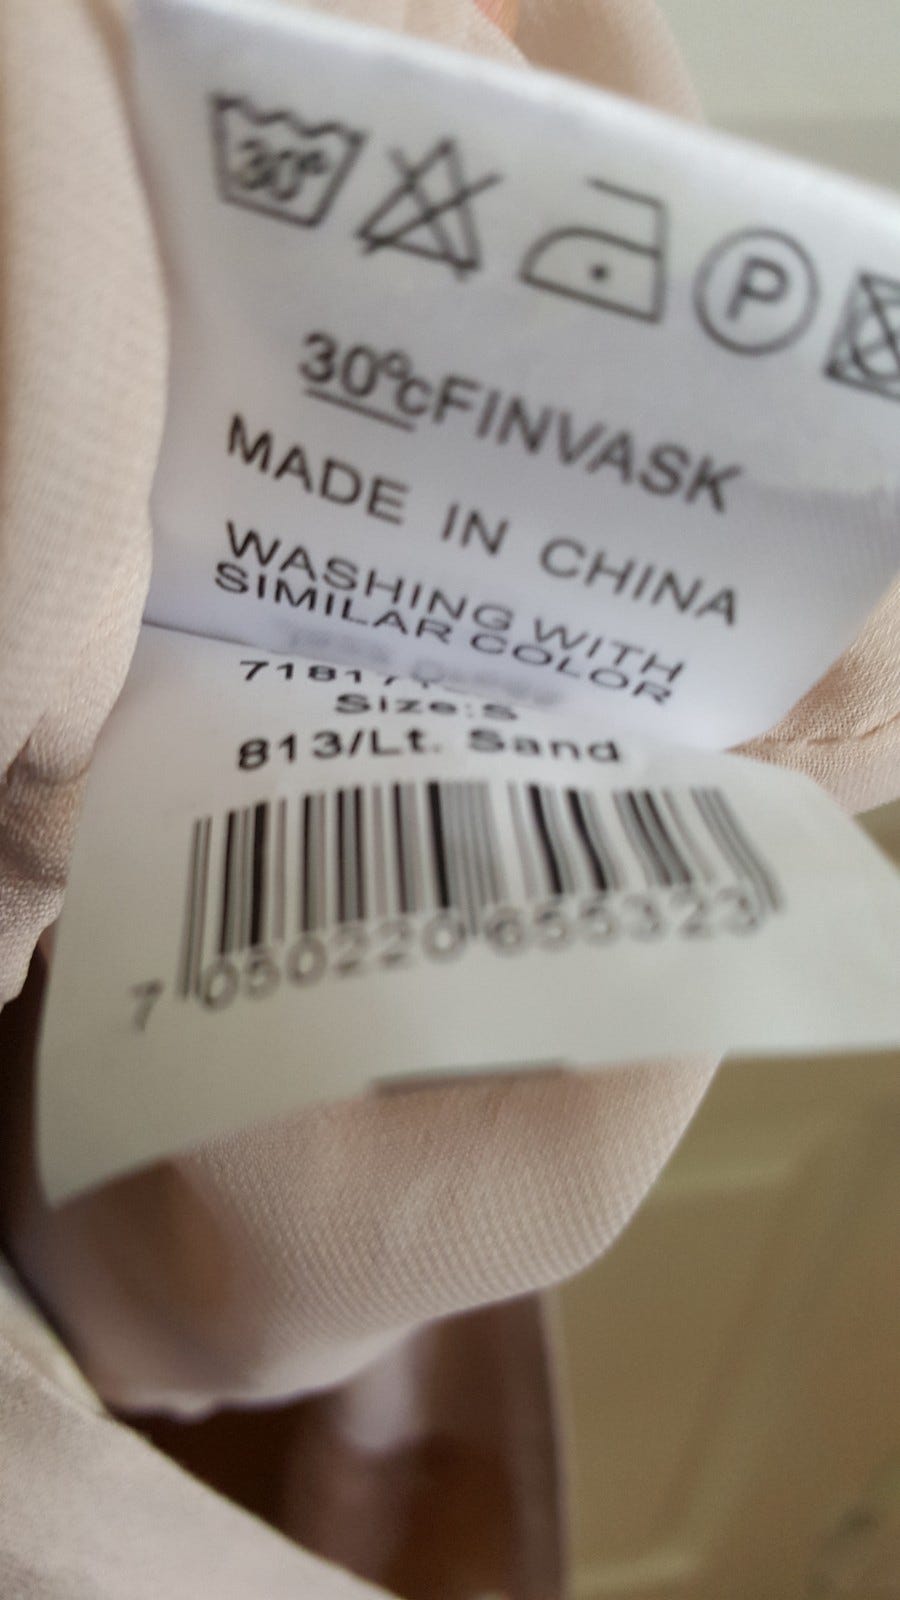 30°
P
30°cFINVASK
MADE IN CHINA
WASHING WITH
SIMILAR COLOR
Size:S
813/Lt. Sand
7 050220 655323